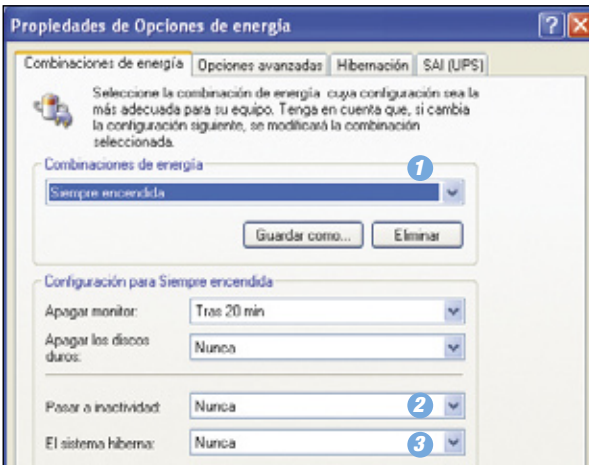 Propiedades de Opciones de energía
Combinaciones de energía Opciones avanzadas Hibernación SAI (UPS)
Seleccione la combinación de energía cuya configuración sea la
más adecuada para su equipo. Tenga en cuenta que, si cambia
la configuración siguiente, se modificará la combinación
seleccionada.
Combinaciones de energía 1
Siempre encendida
Guardar como... Eliminar
Configuración para Siempre encendida
Apagar monitor: Tras 20 min
Apagar los discos
duros: Nunca
Pasar a inactividad: Nunca 2
El sistema hiberna: Nunca 3